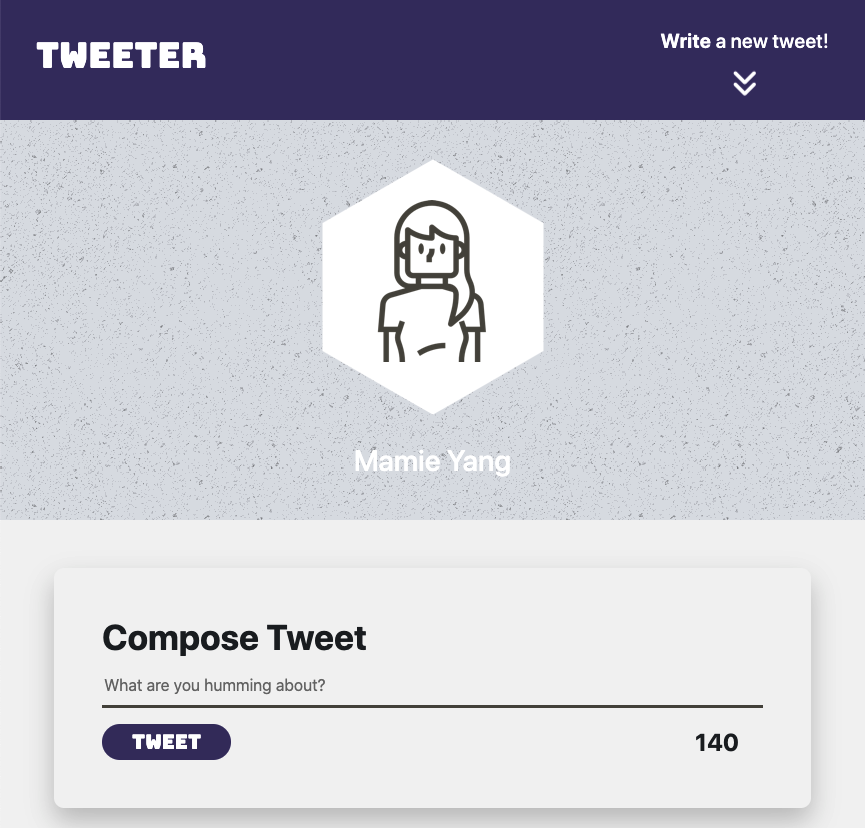 TWEETER
Write a new tweet!
Mamie Yang
Compose Tweet
What are you humming about?
TWEET
140